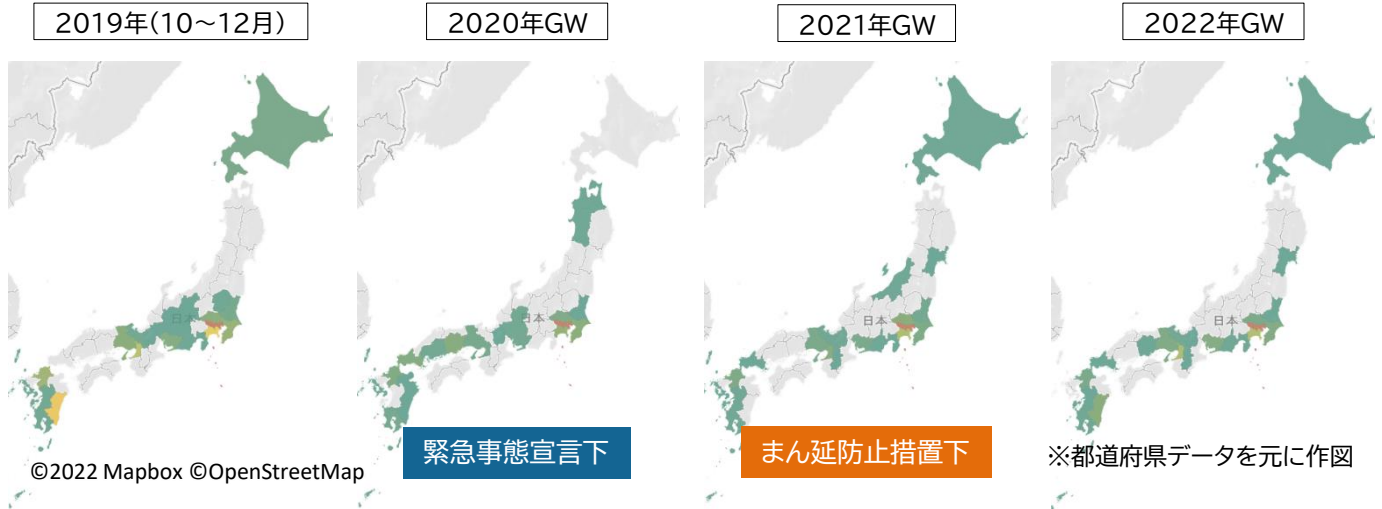 2019年(10～12月)
2020年GW
2021年GW
2022年GW
日本
日本
日本
日本
緊急事態宣言下
まん延防止措置下
※都道府県データを元に作図
©2022 Mapbox ©OpenStreetMap